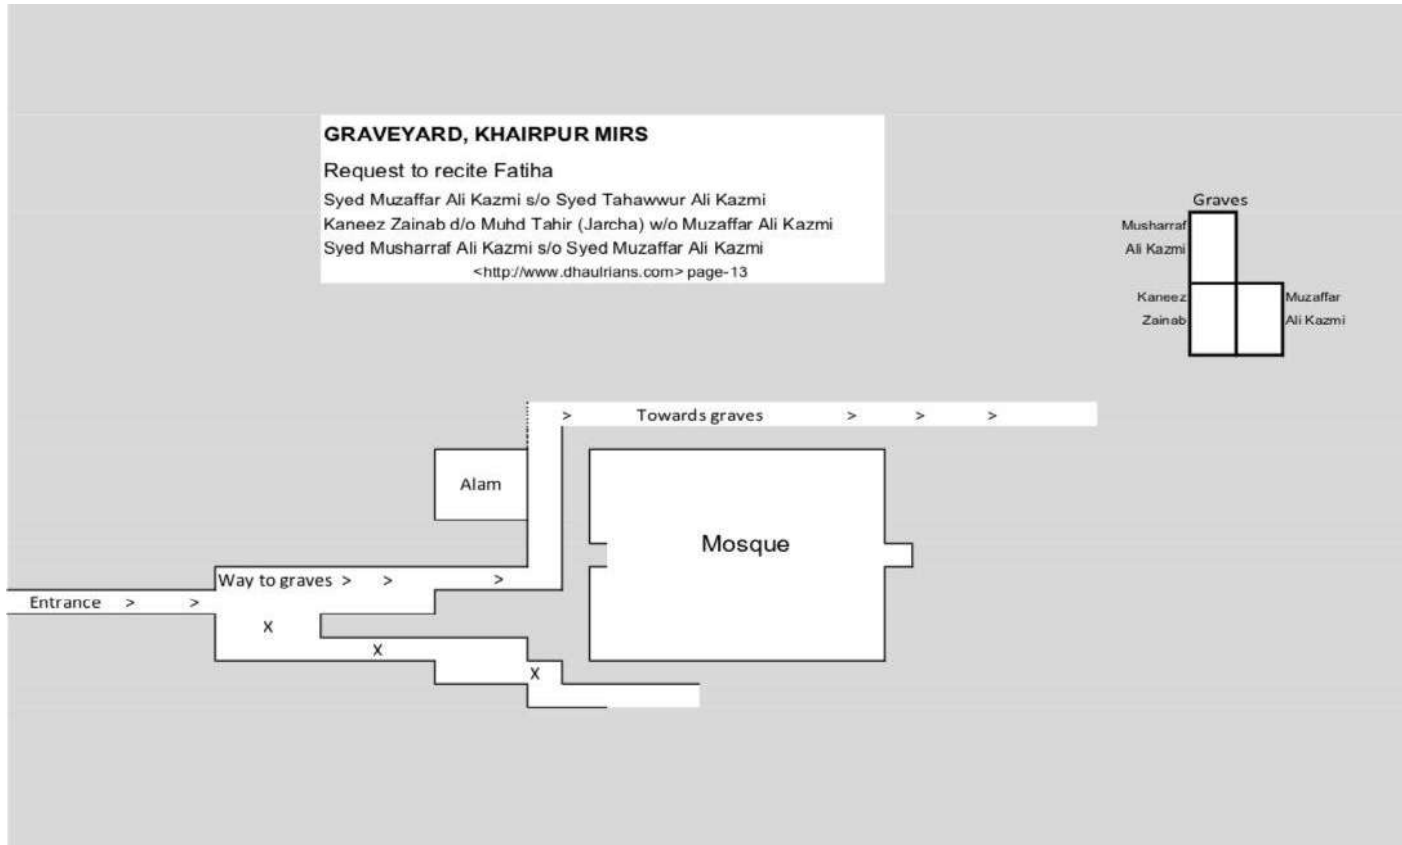 GRAVEYARD, KHAIRPUR MIRS
Request to recite Fatiha
Syed Muzaffar Ali Kazmi s/o Syed Tahawwur Ali Kazmi
Kaneez Zainab d/o Muhd Tahir (Jarcha) w/o Muzaffar Ali Kazmi
Syed Musharraf Ali Kazmi s/o Syed Muzaffar Ali Kazmi
<http://www.dhaulrians.com> page-13
Graves
Musharraf
Ali Kazmi
Kaneez
Zainab
Muzaffar
Ali Kazmi
> Towards graves > > >
Alam
Mosque
Way to graves > > >
Entrance > >
X
X
X